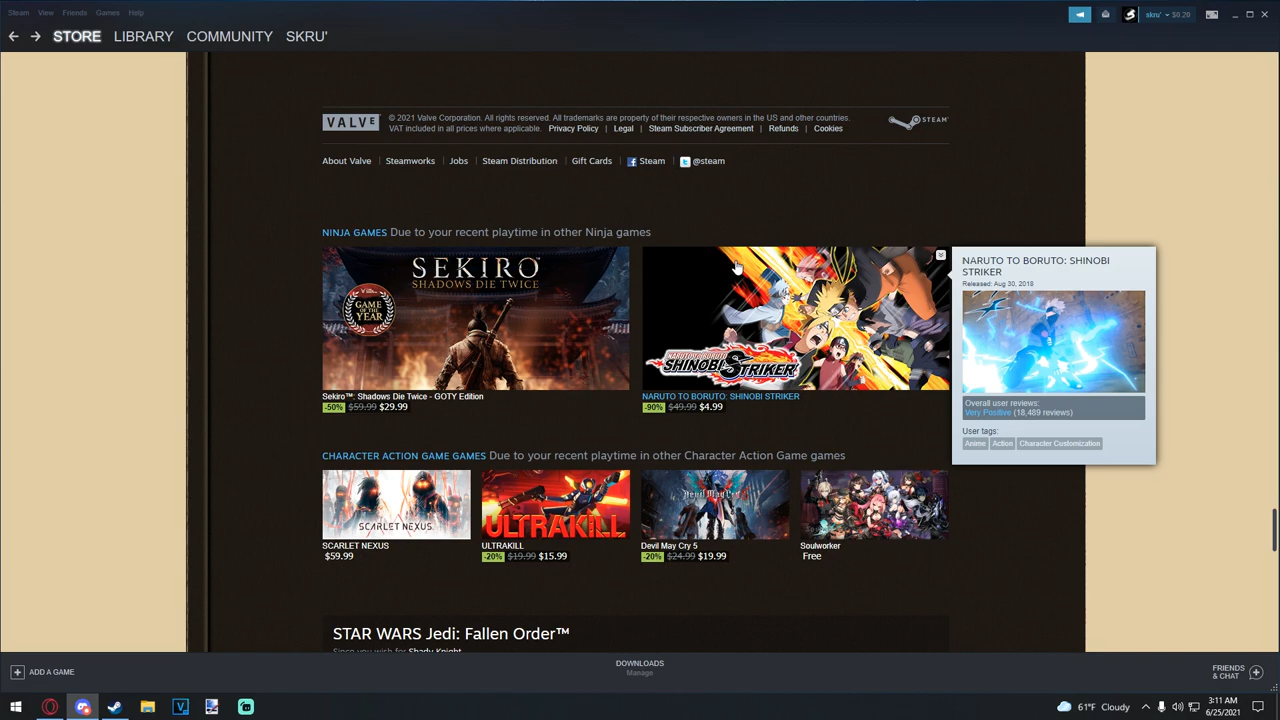 Steam View Friends Games Help
skru' $0.20
STORE LIBRARY COMMUNITY SKRU'
VALVE
© 2021 Valve Corporation. All rights reserved. All trademarks are property of their respective owners in the US and other countries.
VAT included in all prices where applicable. Privacy Policy | Legal | Steam Subscriber Agreement | Refunds | Cookies
STEAM
About Valve | Steamworks | Jobs | Steam Distribution | Gift Cards | Steam | @steam
NINJA GAMES Due to your recent playtime in other Ninja games
SEKIRO
SHADOWS DIE TWICE
GAME OF THE YEAR
NARUTO TO BORUTO
SHINOBI STRIKER
Sekiro™: Shadows Die Twice - GOTY Edition
-50% $59.99 $29.99
NARUTO TO BORUTO: SHINOBI STRIKER
-90% $49.99 $4.99
NARUTO TO BORUTO: SHINOBI
STRIKER
Released: Aug 30, 2018
Overall user reviews:
Very Positive (18,489 reviews)
User tags:
Anime Action Character Customization
CHARACTER ACTION GAME GAMES Due to your recent playtime in other Character Action Game games
SCARLET NEXUS
ULTRAKILL
Devil May Cry 5
SCARLET NEXUS
$59.99
ULTRAKILL
-20% $19.99 $15.99
Devil May Cry 5
-20% $24.99 $19.99
Soulworker
Free
STAR WARS Jedi: Fallen Order™
Since you wish for Shady Knight
ADD A GAME
DOWNLOADS
Manage
FRIENDS
& CHAT
61°F Cloudy
3:11 AM
6/25/2021